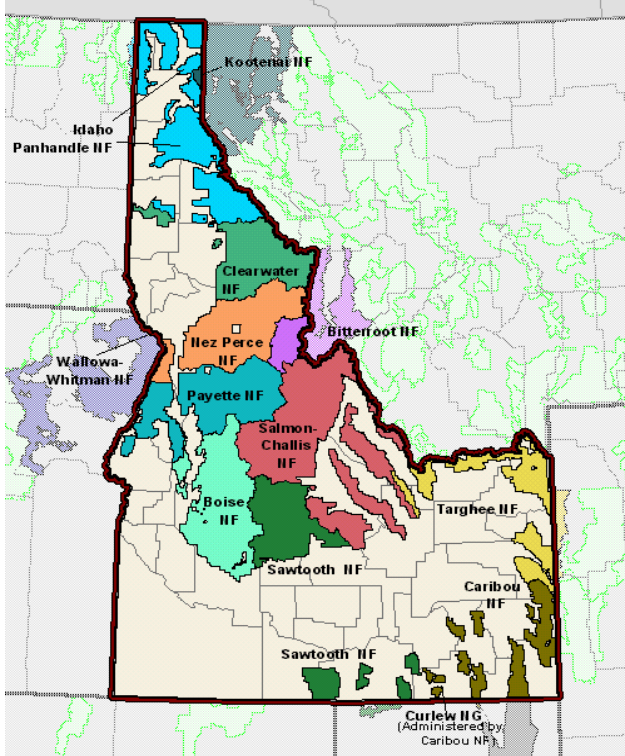 Kootenai NF
Idaho
Panhandle NF
Clearwater
NF
Bitterroot NF
Nez Perce
NF
Wallowa-
Whitman NF
Payette NF
Salmon-
Challis
NF
Boise
NF
Targhee NF
Sawtooth NF
Caribou
NF
Sawtooth NF
Curlew NG
(Administered by
Caribou NF)